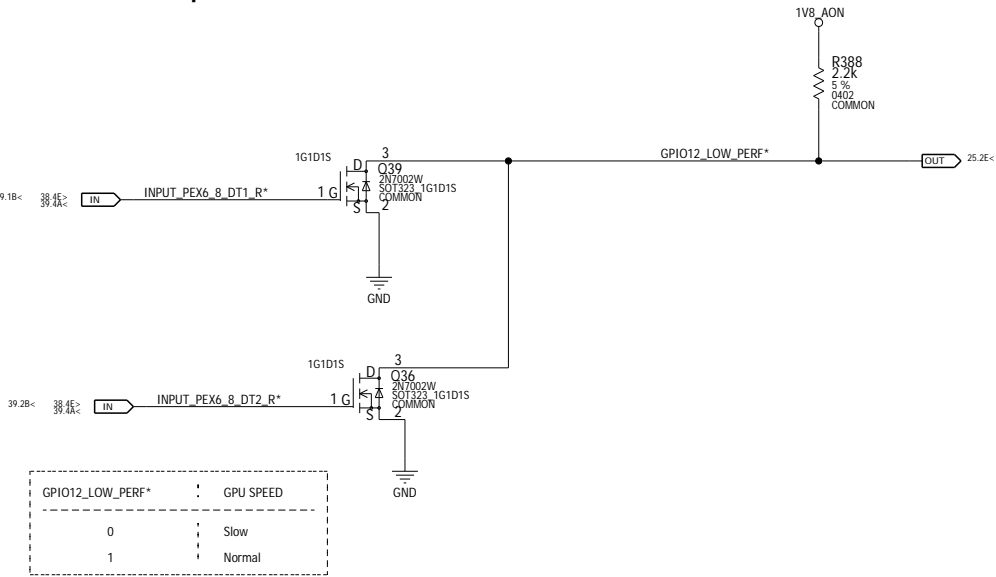 1V8_AON
R388
2.2k
5 %
0402
COMMON
1G1D1S
D
3
GPIO12_LOW_PERF*
OUT
25.2E<
Q39
2N7002W
SOT323_1G1D1S
COMMON
9.1B<
38.4E>
39.4A<
IN
INPUT_PEX6_8_DT1_R*
1 G
S
2
GND
1G1D1S
D
3
Q36
2N7002W
SOT323_1G1D1S
COMMON
39.2B<
38.4E>
39.4A<
IN
INPUT_PEX6_8_DT2_R*
1 G
S
2
GND
GPIO12_LOW_PERF* GPU SPEED
0 Slow
1 Normal